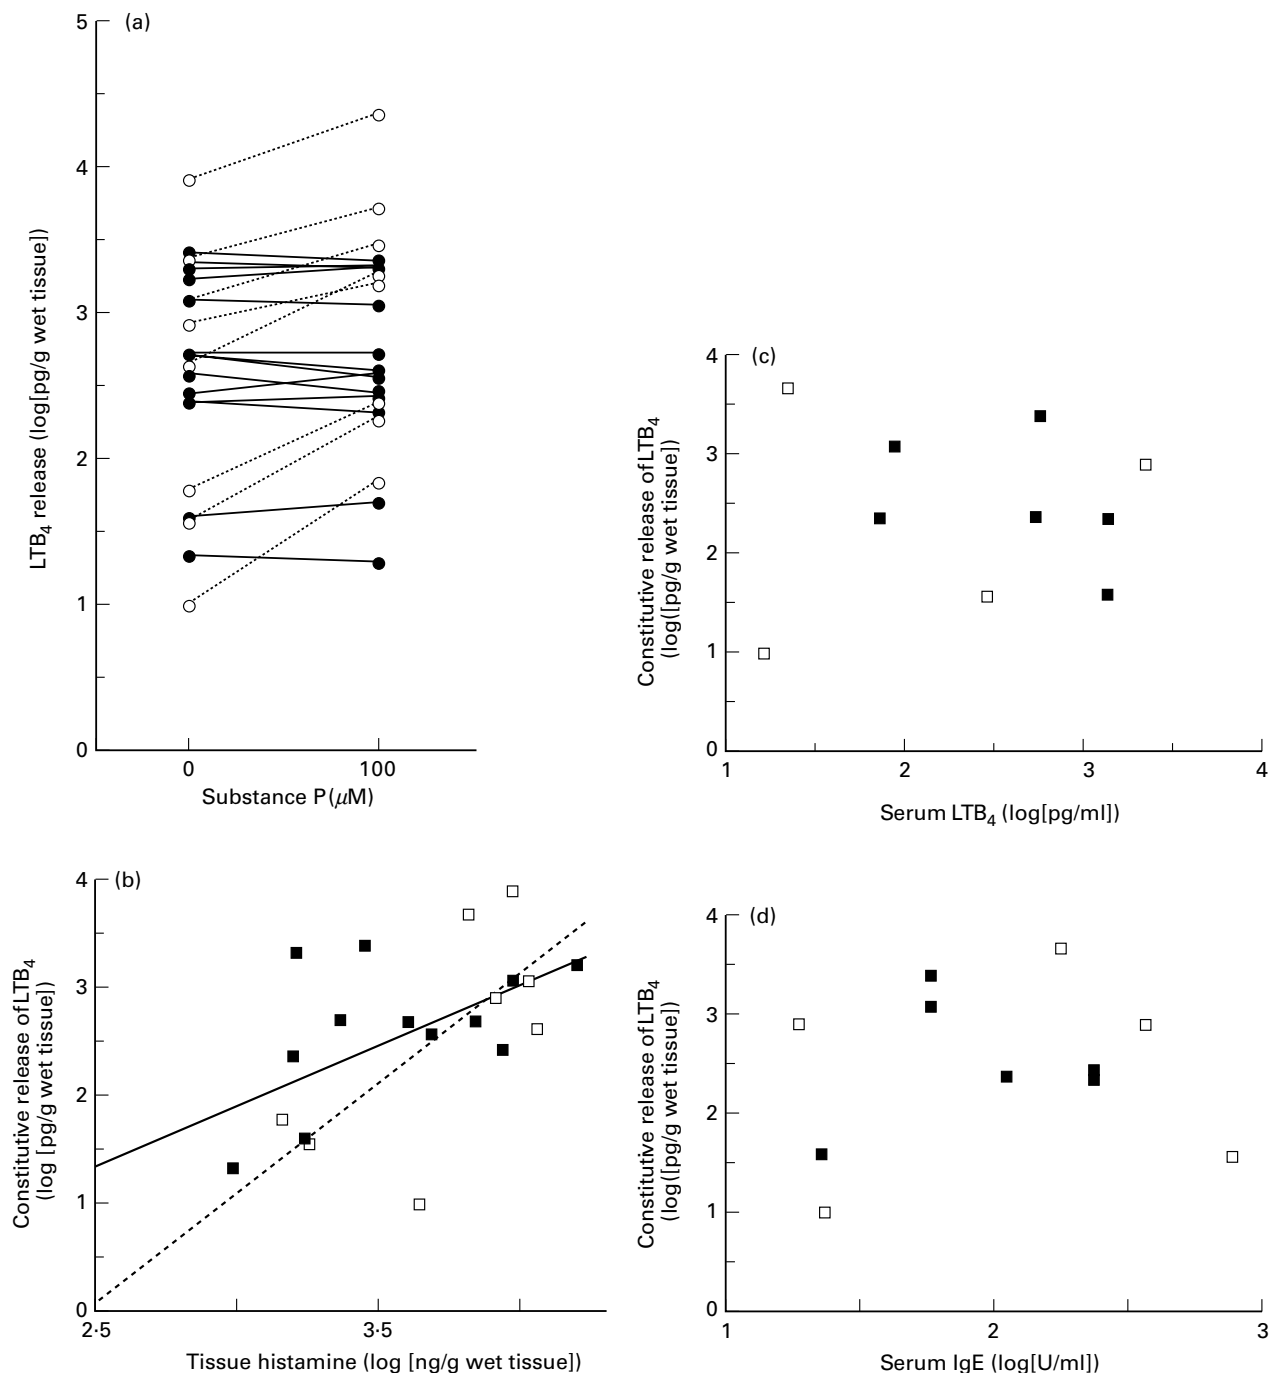 (a)
5
4
3
2
1
0
LTB4 release (log[pg/g wet tissue])
0 100
Substance P (μM)
(b)
4
3
2
1
0
Constitutive release of LTB4
(log [pg/g wet tissue])
2·5 3·5
Tissue histamine (log [ng/g wet tissue])
(c)
4
3
2
1
0
Constitutive release of LTB4
(log([pg/g wet tissue])
1 2 3 4
Serum LTB4 (log[pg/ml])
(d)
4
3
2
1
0
Constitutive release of LTB4
(log([pg/g wet tissue])
1 2 3
Serum IgE (log[U/ml])